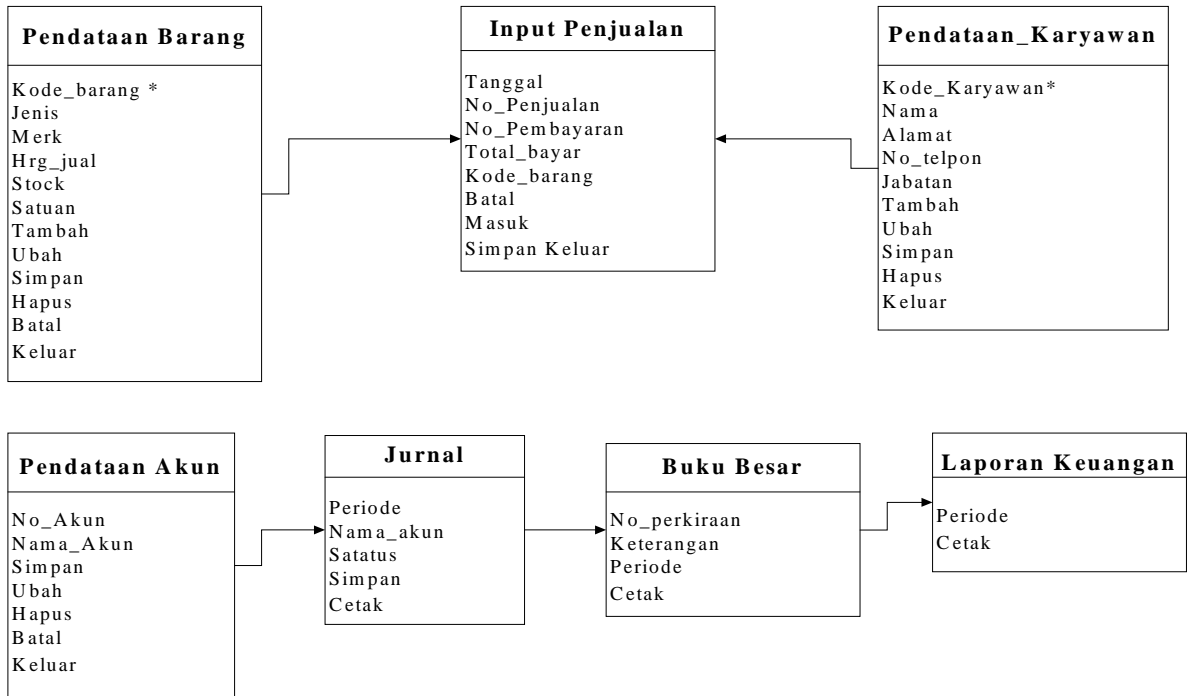 Pendataan Barang
Kode_barang *
Jenis
Merk
Hrg_jual
Stock
Satuan
Tambah
Ubah
Simpan
Hapus
Batal
Keluar
Input Penjualan
Tanggal
No_Penjualan
No_Pembayaran
Total_bayar
Kode_barang
Batal
Masuk
Simpan Keluar
Pendataan_Karyawan
Kode_Karyawan*
Nama
Alamat
No_telpon
Jabatan
Tambah
Ubah
Simpan
Hapus
Keluar
Pendataan Akun
No_Akun
Nama_Akun
Simpan
Ubah
Hapus
Batal
Keluar
Jurnal
Periode
Nama_akun
Satatus
Simpan
Cetak
Buku Besar
No_perkiraan
Keterangan
Periode
Cetak
Laporan Keuangan
Periode
Cetak